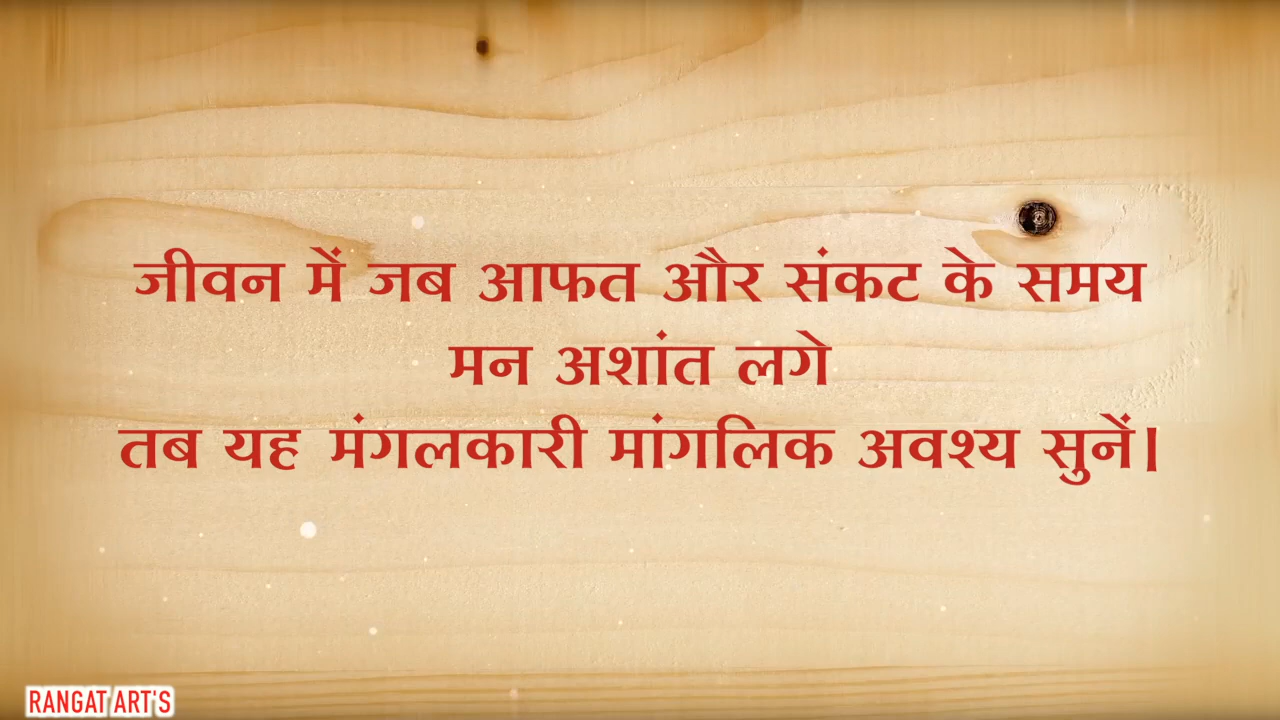 जीवन में जब आफत और संकट के समय
मन अशांत लगे
तब यह मंगलकारी मांगलिक अवश्य सुनें।
RANGAT ART'S